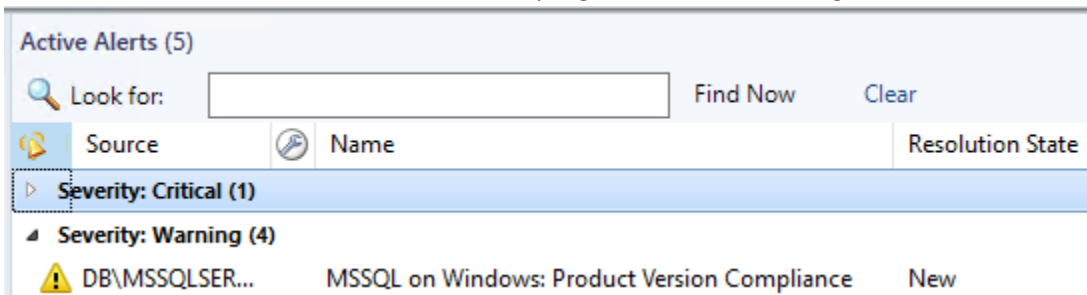 Active Alerts (5)
Look for: Find Now Clear
Source Name Resolution State
Severity: Critical (1)
Severity: Warning (4)
DB\MSSQLSER... MSSQL on Windows: Product Version Compliance New